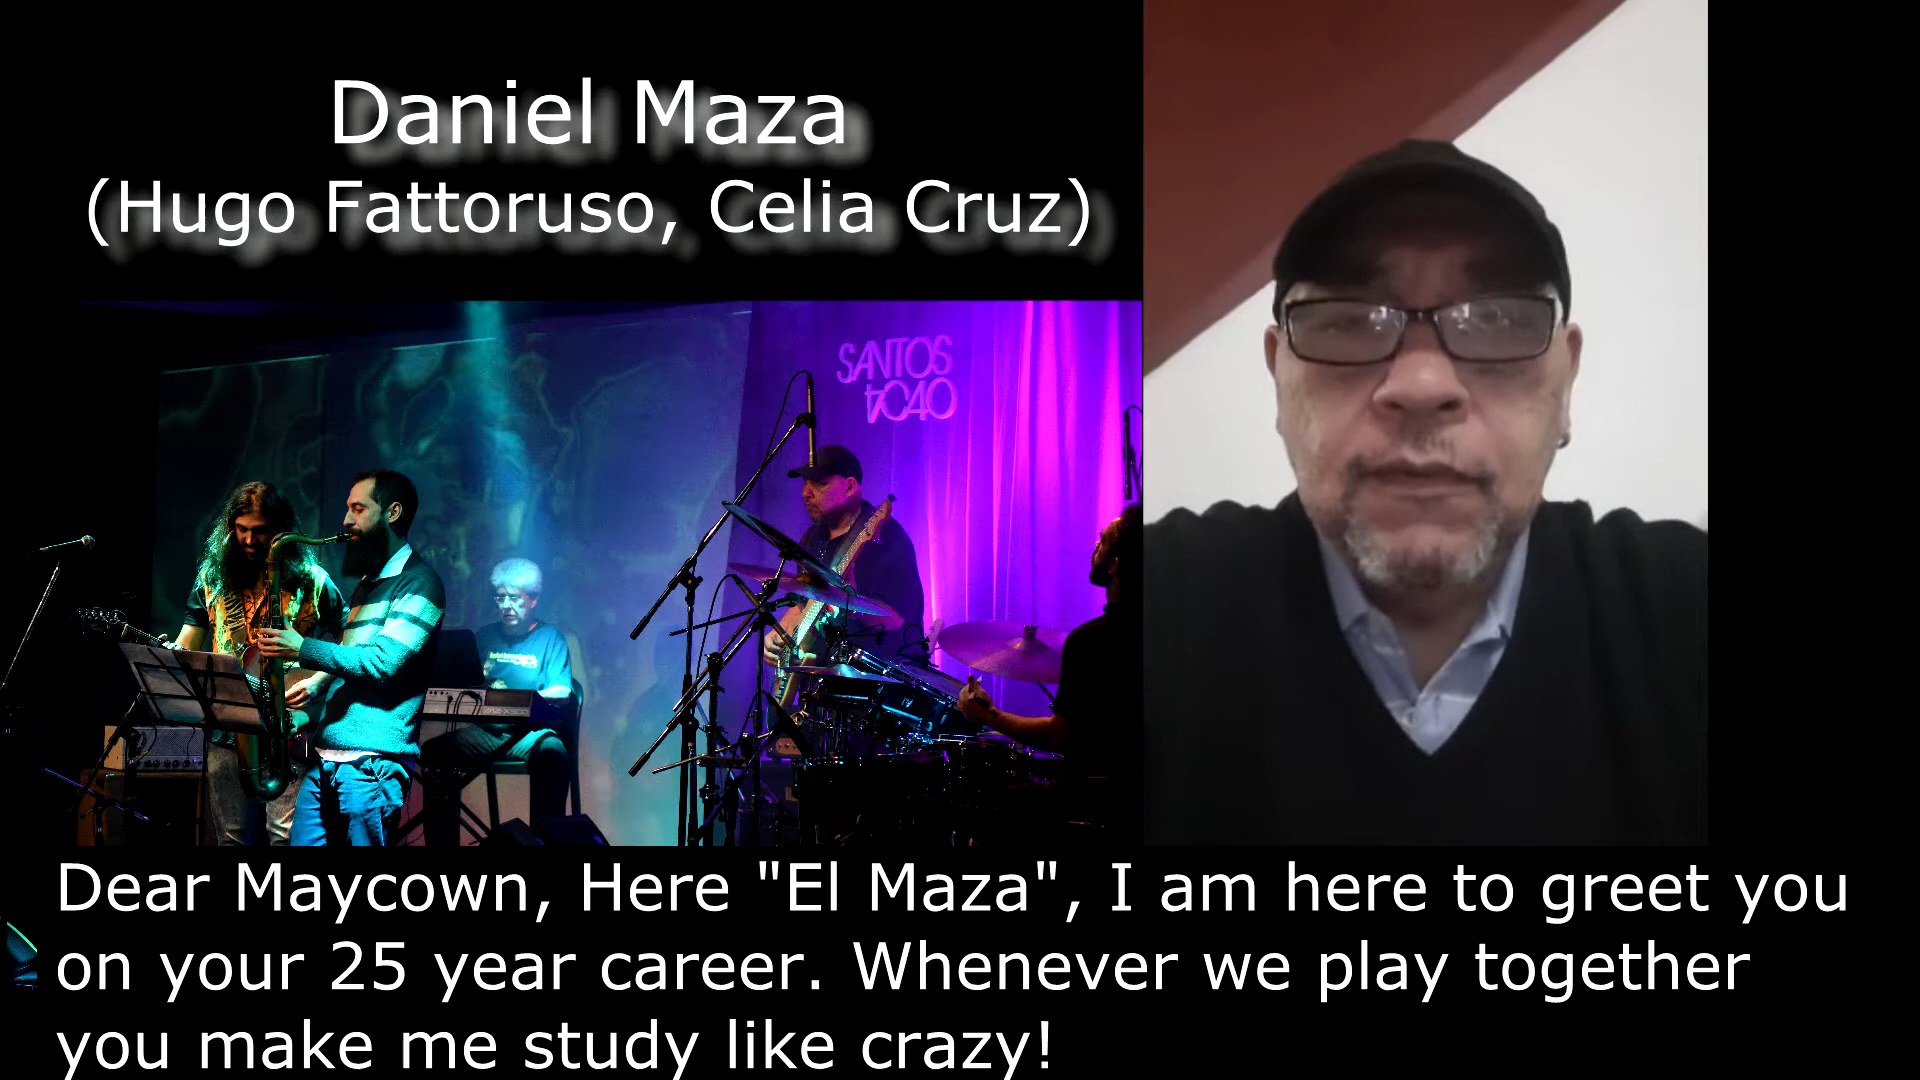 Daniel Maza
(Hugo Fattoruso, Celia Cruz)
SANTOS
4040
Dear Maycown, Here "El Maza", I am here to greet you
on your 25 year career. Whenever we play together
you make me study like crazy!